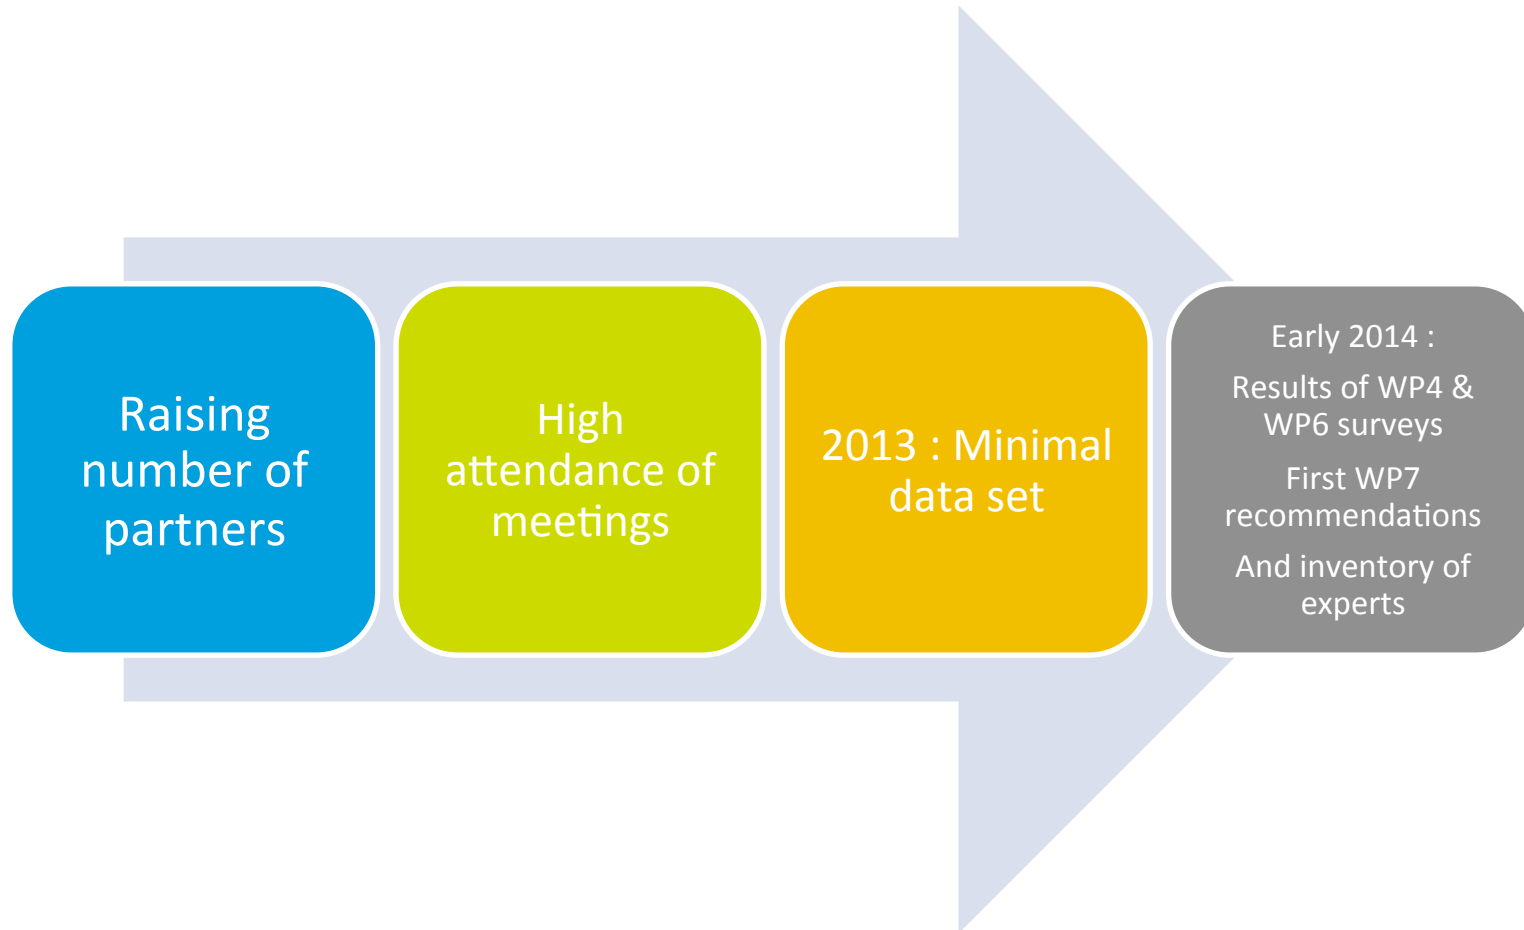 Raising
number of
partners
High
attendance of
meetings
2013 : Minimal
data set
Early 2014 :
Results of WP4 &
WP6 surveys
First WP7
recommendations
And inventory of
experts